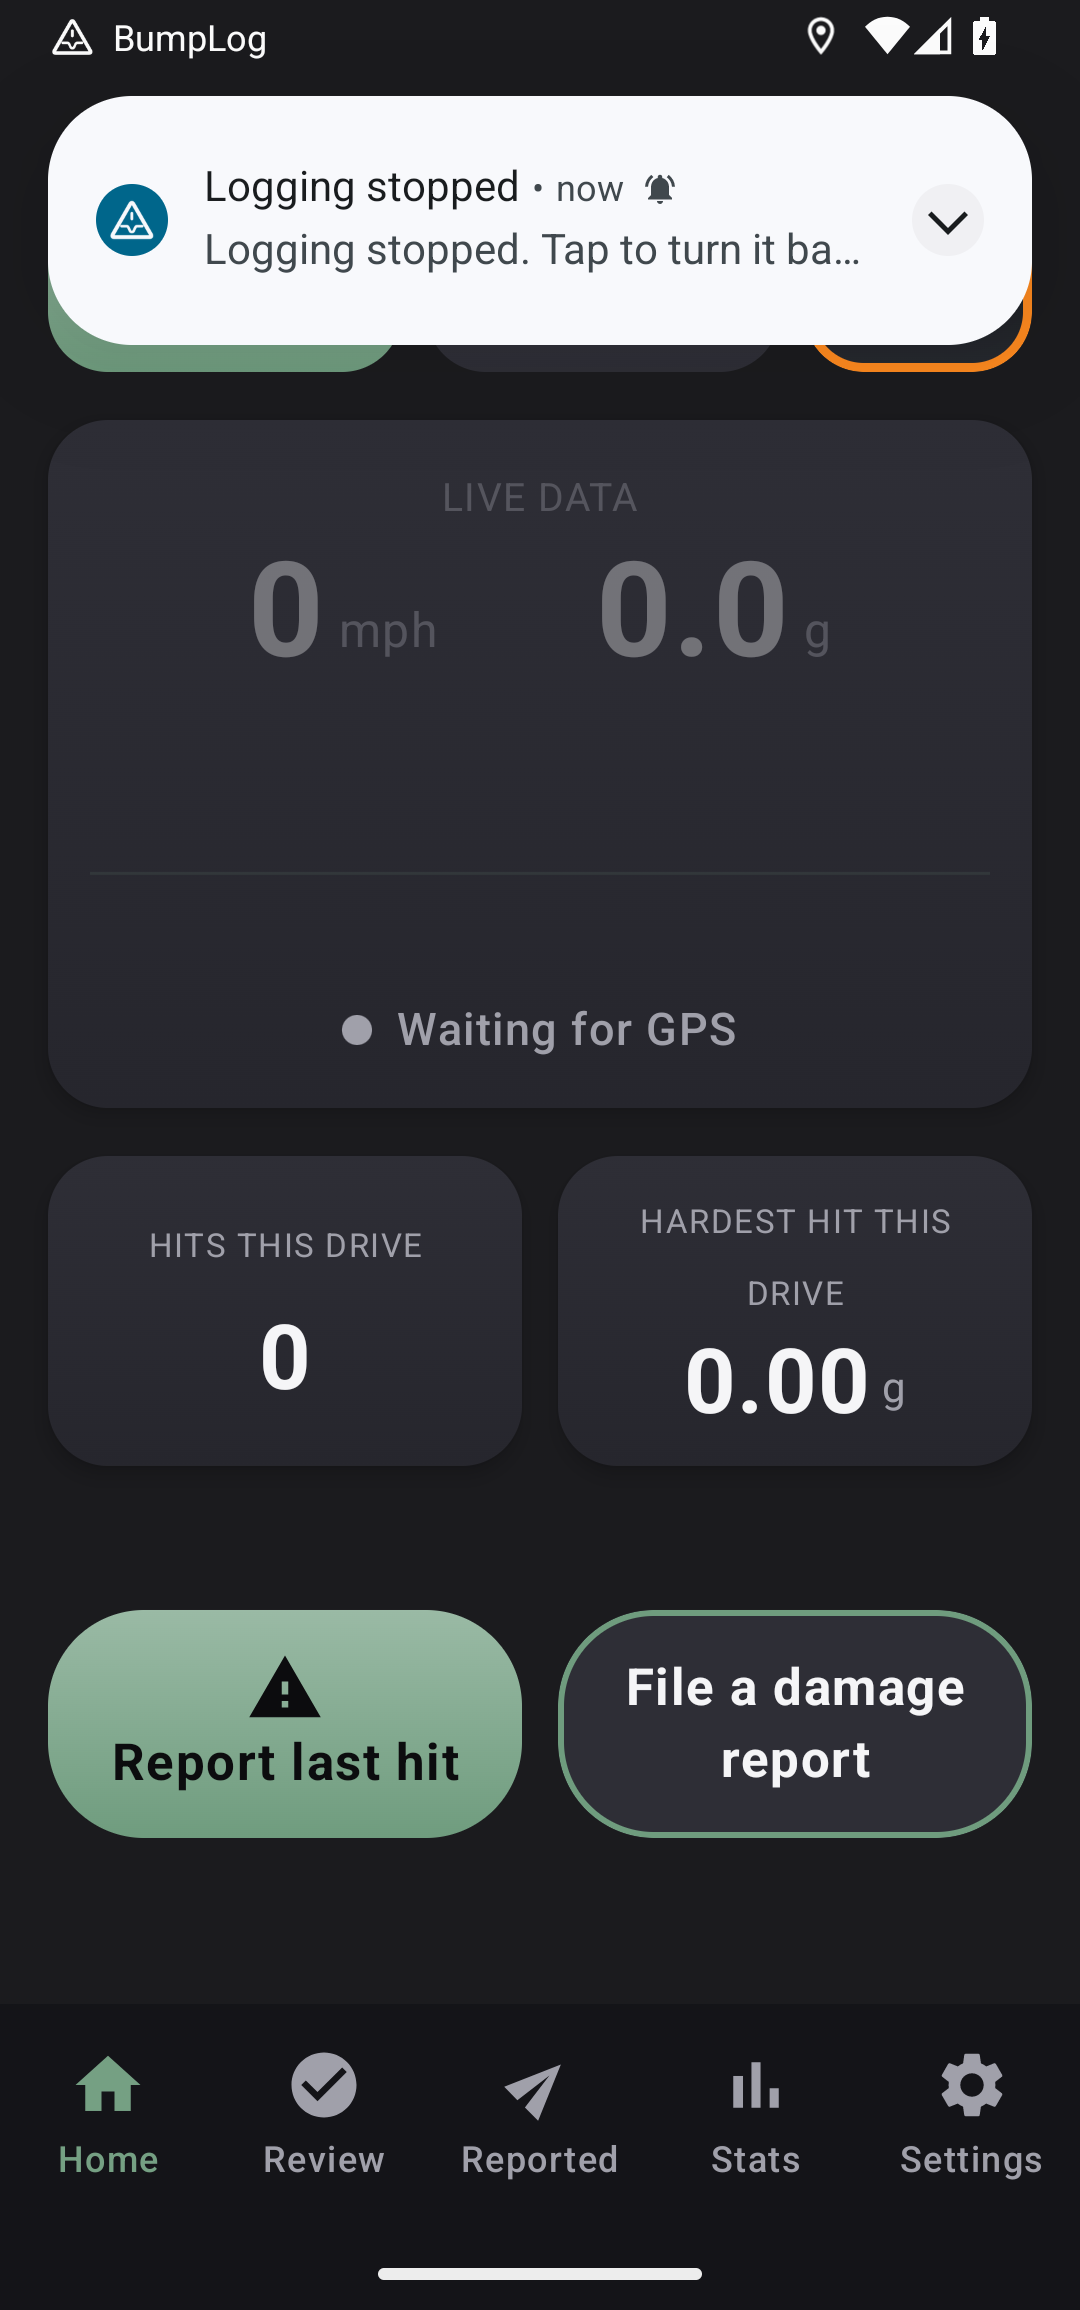 BumpLog
Logging stopped • now
Logging stopped. Tap to turn it ba...
LIVE DATA
0 mph 0.0 g
Waiting for GPS
HITS THIS DRIVE
0
HARDEST HIT THIS
DRIVE
0.00 g
Report last hit
File a damage
report
Home Review Reported Stats Settings